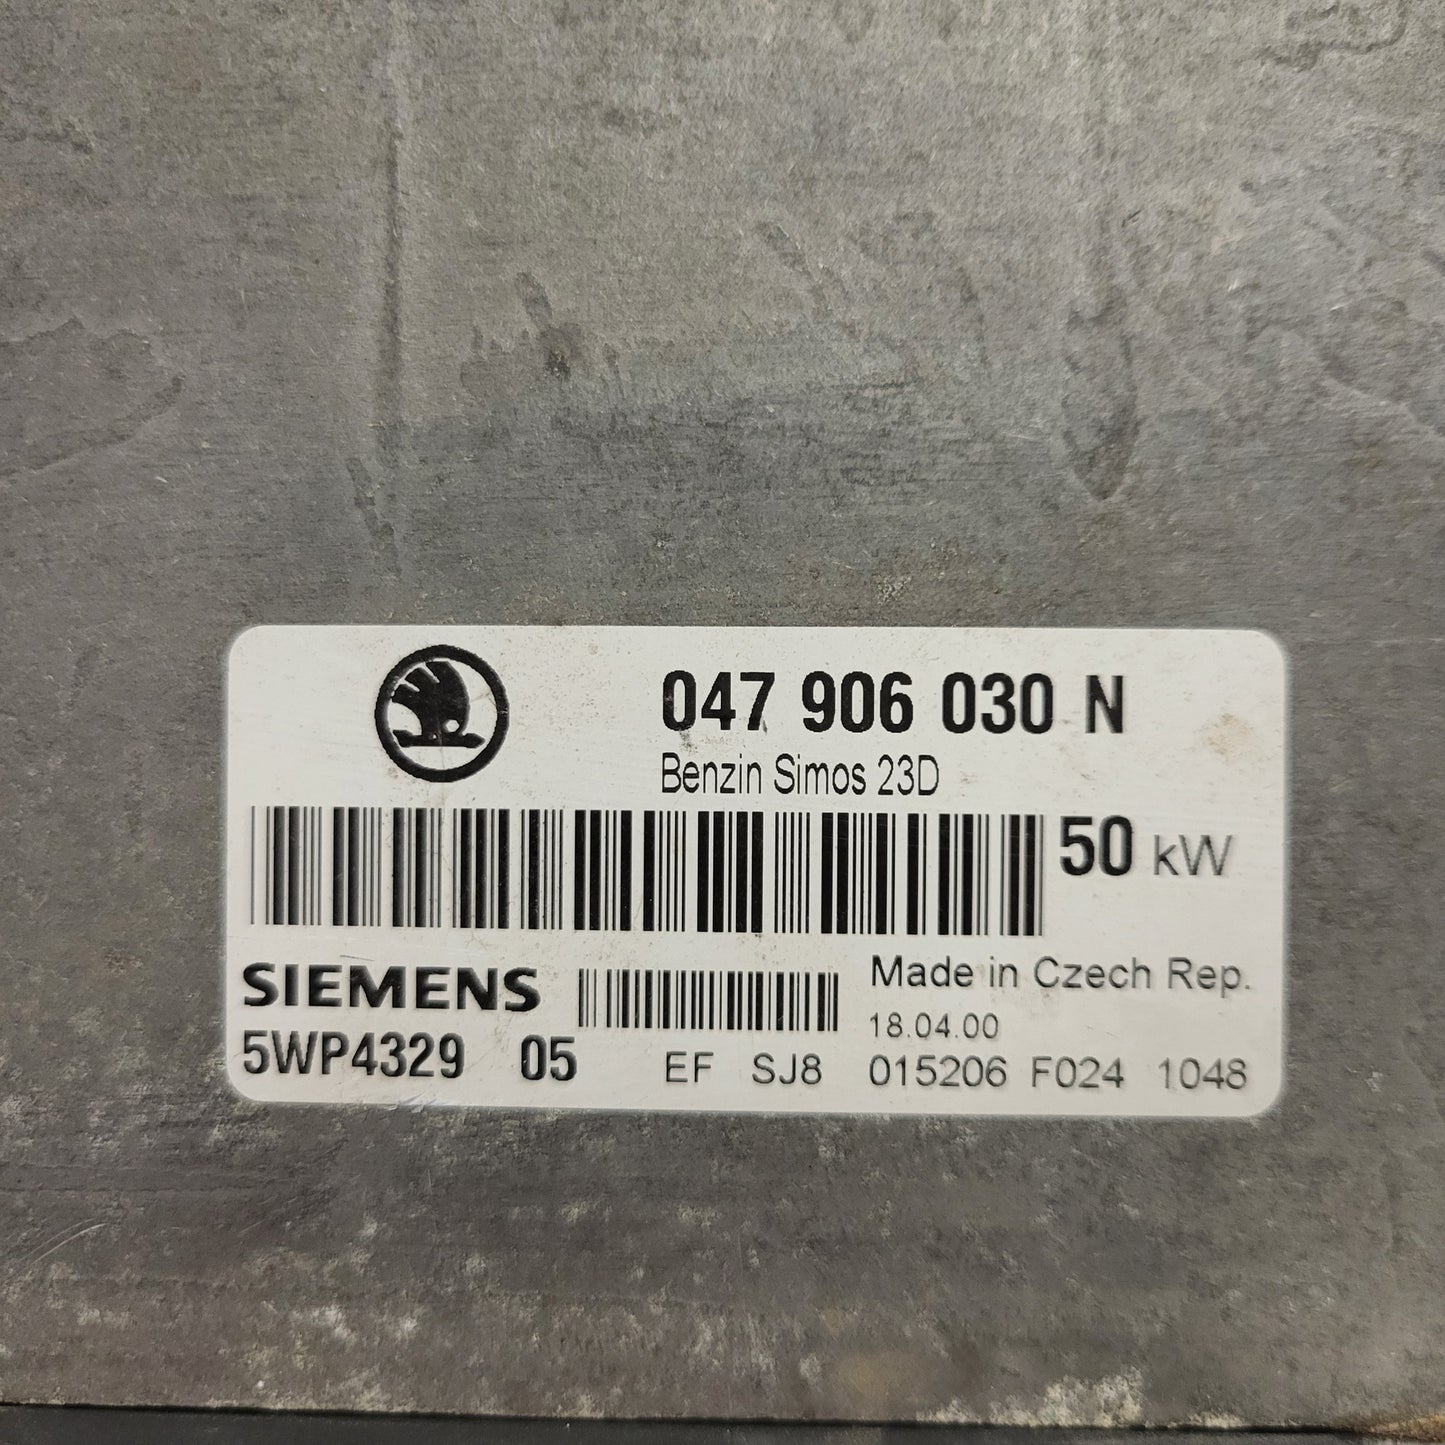 047 906 030 N
Benzin Simos 23D
50 kW
SIEMENS
Made in Czech Rep.
18.04.00
5WP4329 05 EF SJ8 015206 F024 1048